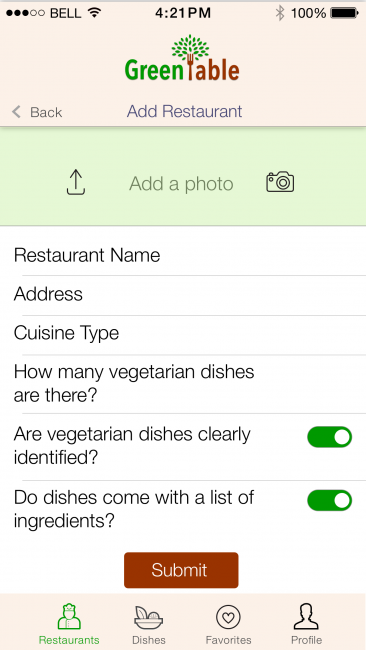 BELL 4:21PM 100%
GreenTable
Back Add Restaurant
Add a photo
Restaurant Name
Address
Cuisine Type
How many vegetarian dishes
are there?
Are vegetarian dishes clearly
identified?
Do dishes come with a list of
ingredients?
Submit
Restaurants Dishes Favorites Profile